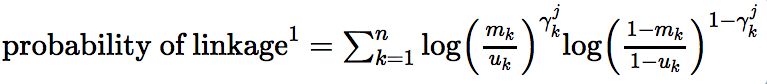 probability of linkage¹ = ∑ₖ₌₁ⁿ log(mₖ/uₖ)^{γₖʲ} log((1−mₖ)/(1−uₖ))^{1−γₖʲ}